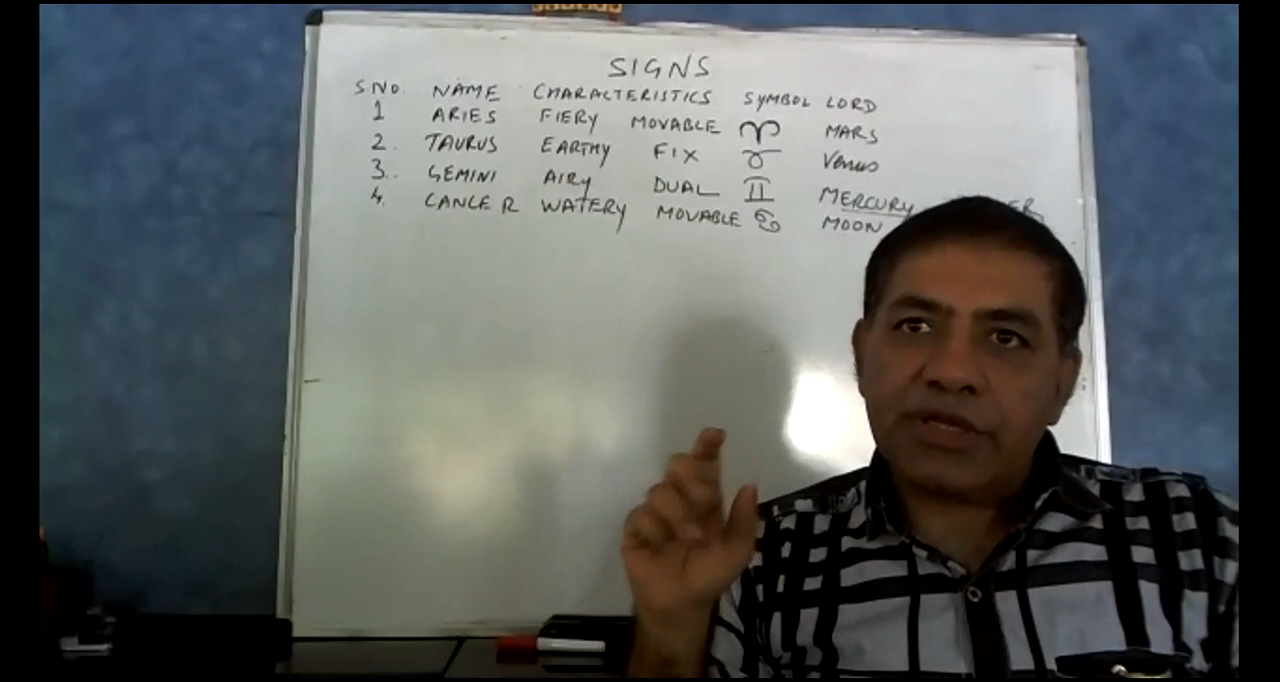 SIGNS
S NO. NAME CHARACTERISTICS SYMBOL LORD
1 ARIES FIERY MOVABLE ♈ MARS
2. TAURUS EARTHY FIX ♉ Venus
3.. GEMINI AIRY DUAL ♊ MERCURY
4. CANCER WATERY MOVABLE ♋ MOON